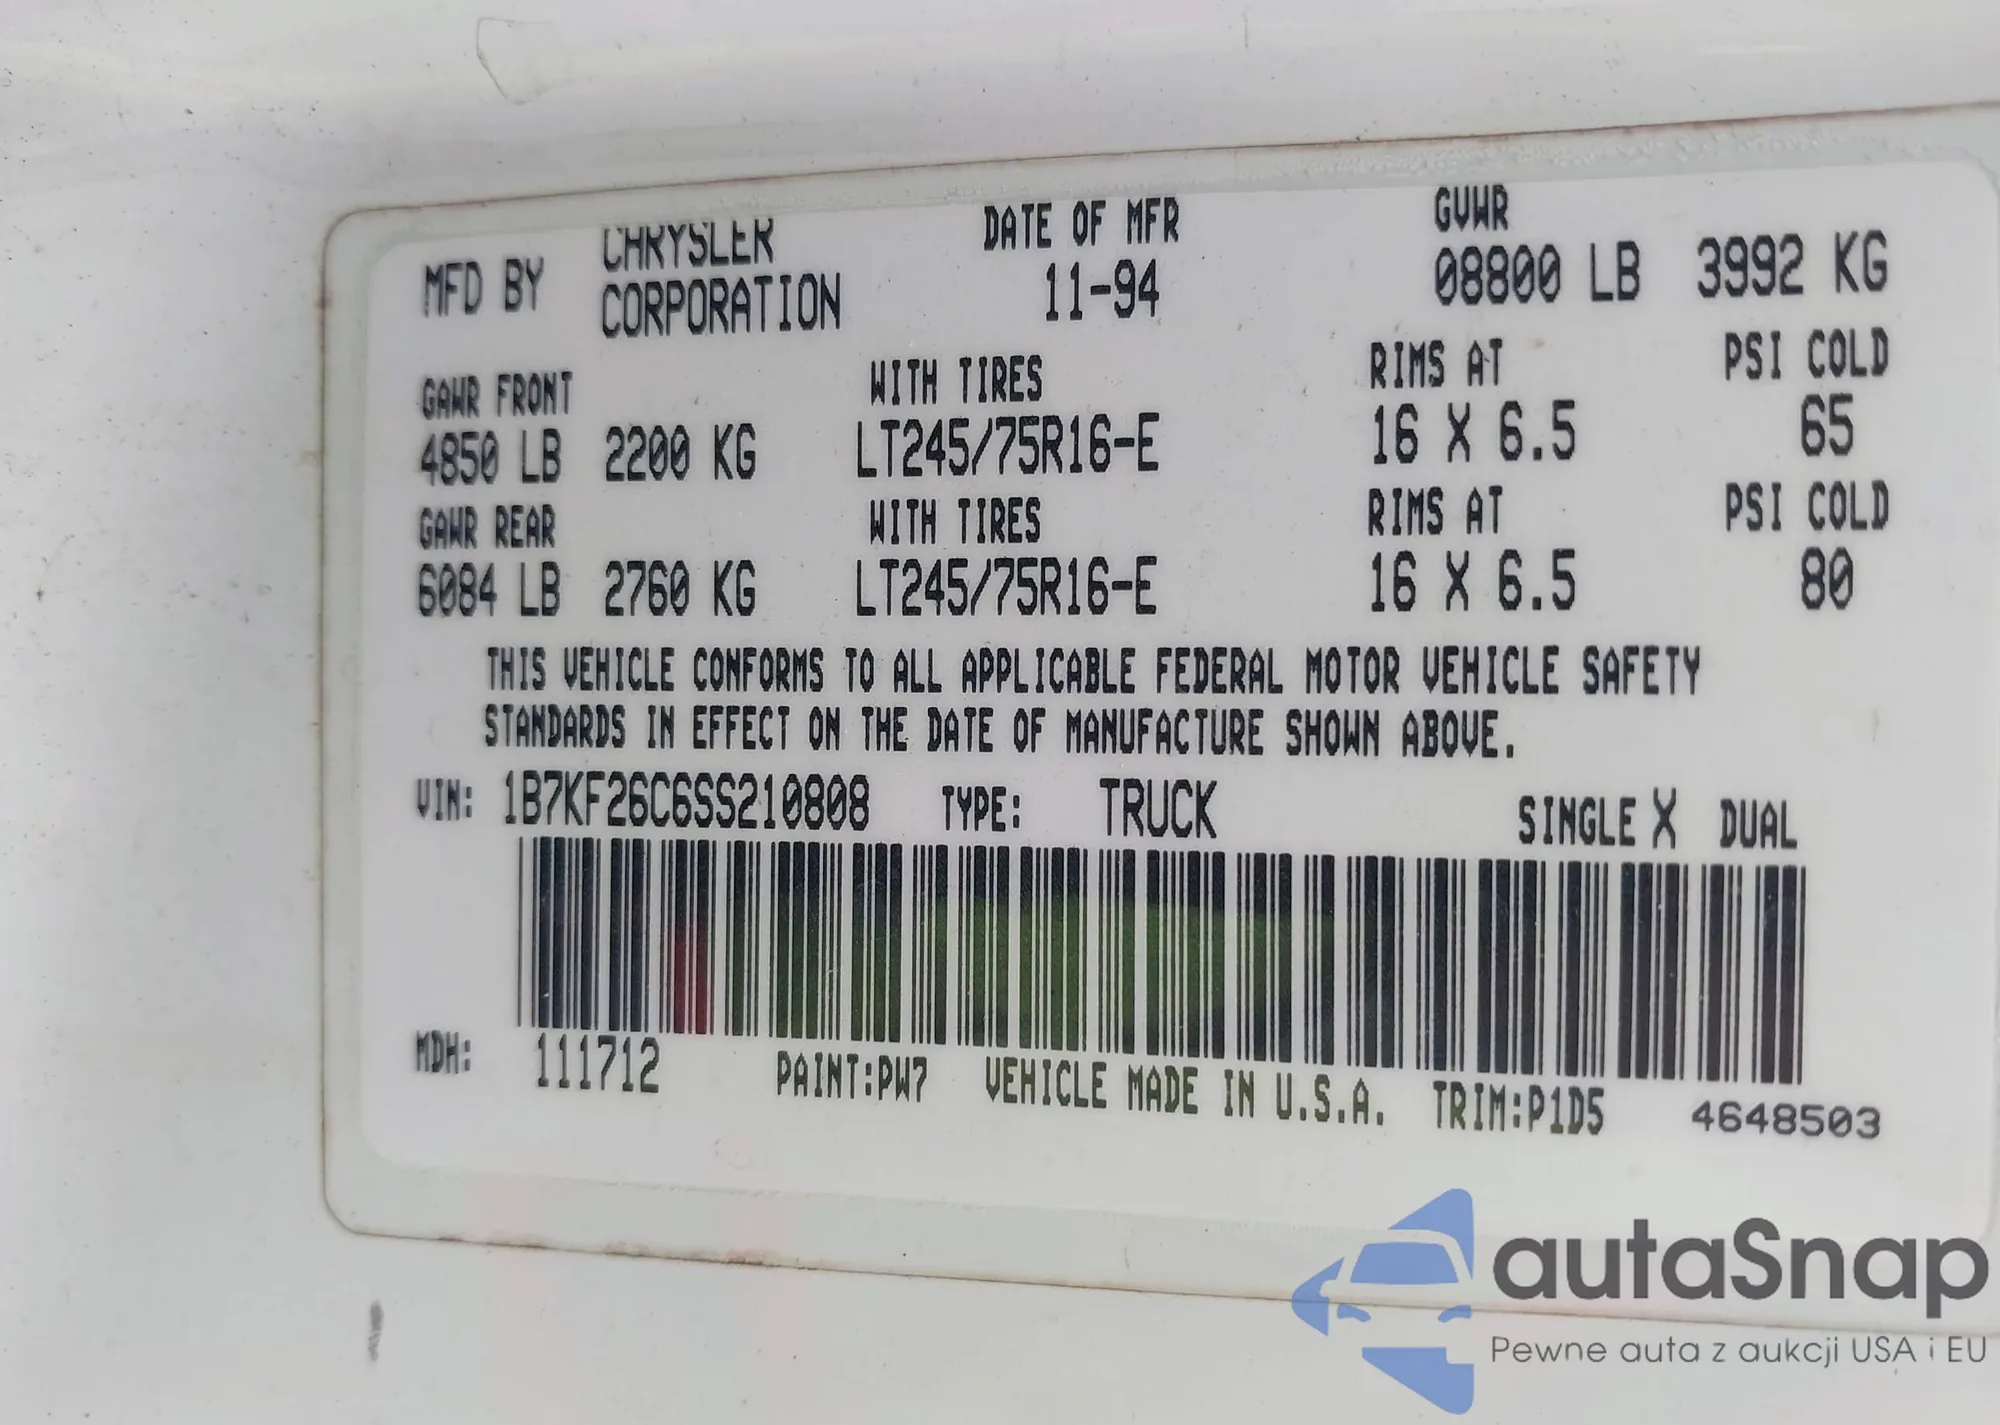 MFD BY CHRYSLER CORPORATION DATE OF MFR 11-94 GVWR 08800 LB 3992 KG
GAWR FRONT WITH TIRES RIMS AT PSI COLD
4850 LB 2200 KG LT245/75R16-E 16 X 6.5 65
GAWR REAR WITH TIRES RIMS AT PSI COLD
6084 LB 2760 KG LT245/75R16-E 16 X 6.5 80
THIS VEHICLE CONFORMS TO ALL APPLICABLE FEDERAL MOTOR VEHICLE SAFETY
STANDARDS IN EFFECT ON THE DATE OF MANUFACTURE SHOWN ABOVE.
VIN: 1B7KF26C6SS210808 TYPE: TRUCK SINGLE X DUAL
MDH: 111712 PAINT:PW7 VEHICLE MADE IN U.S.A. TRIM:P1D5 4648503
autaSnap
Pewne auta z aukcji USA i EU